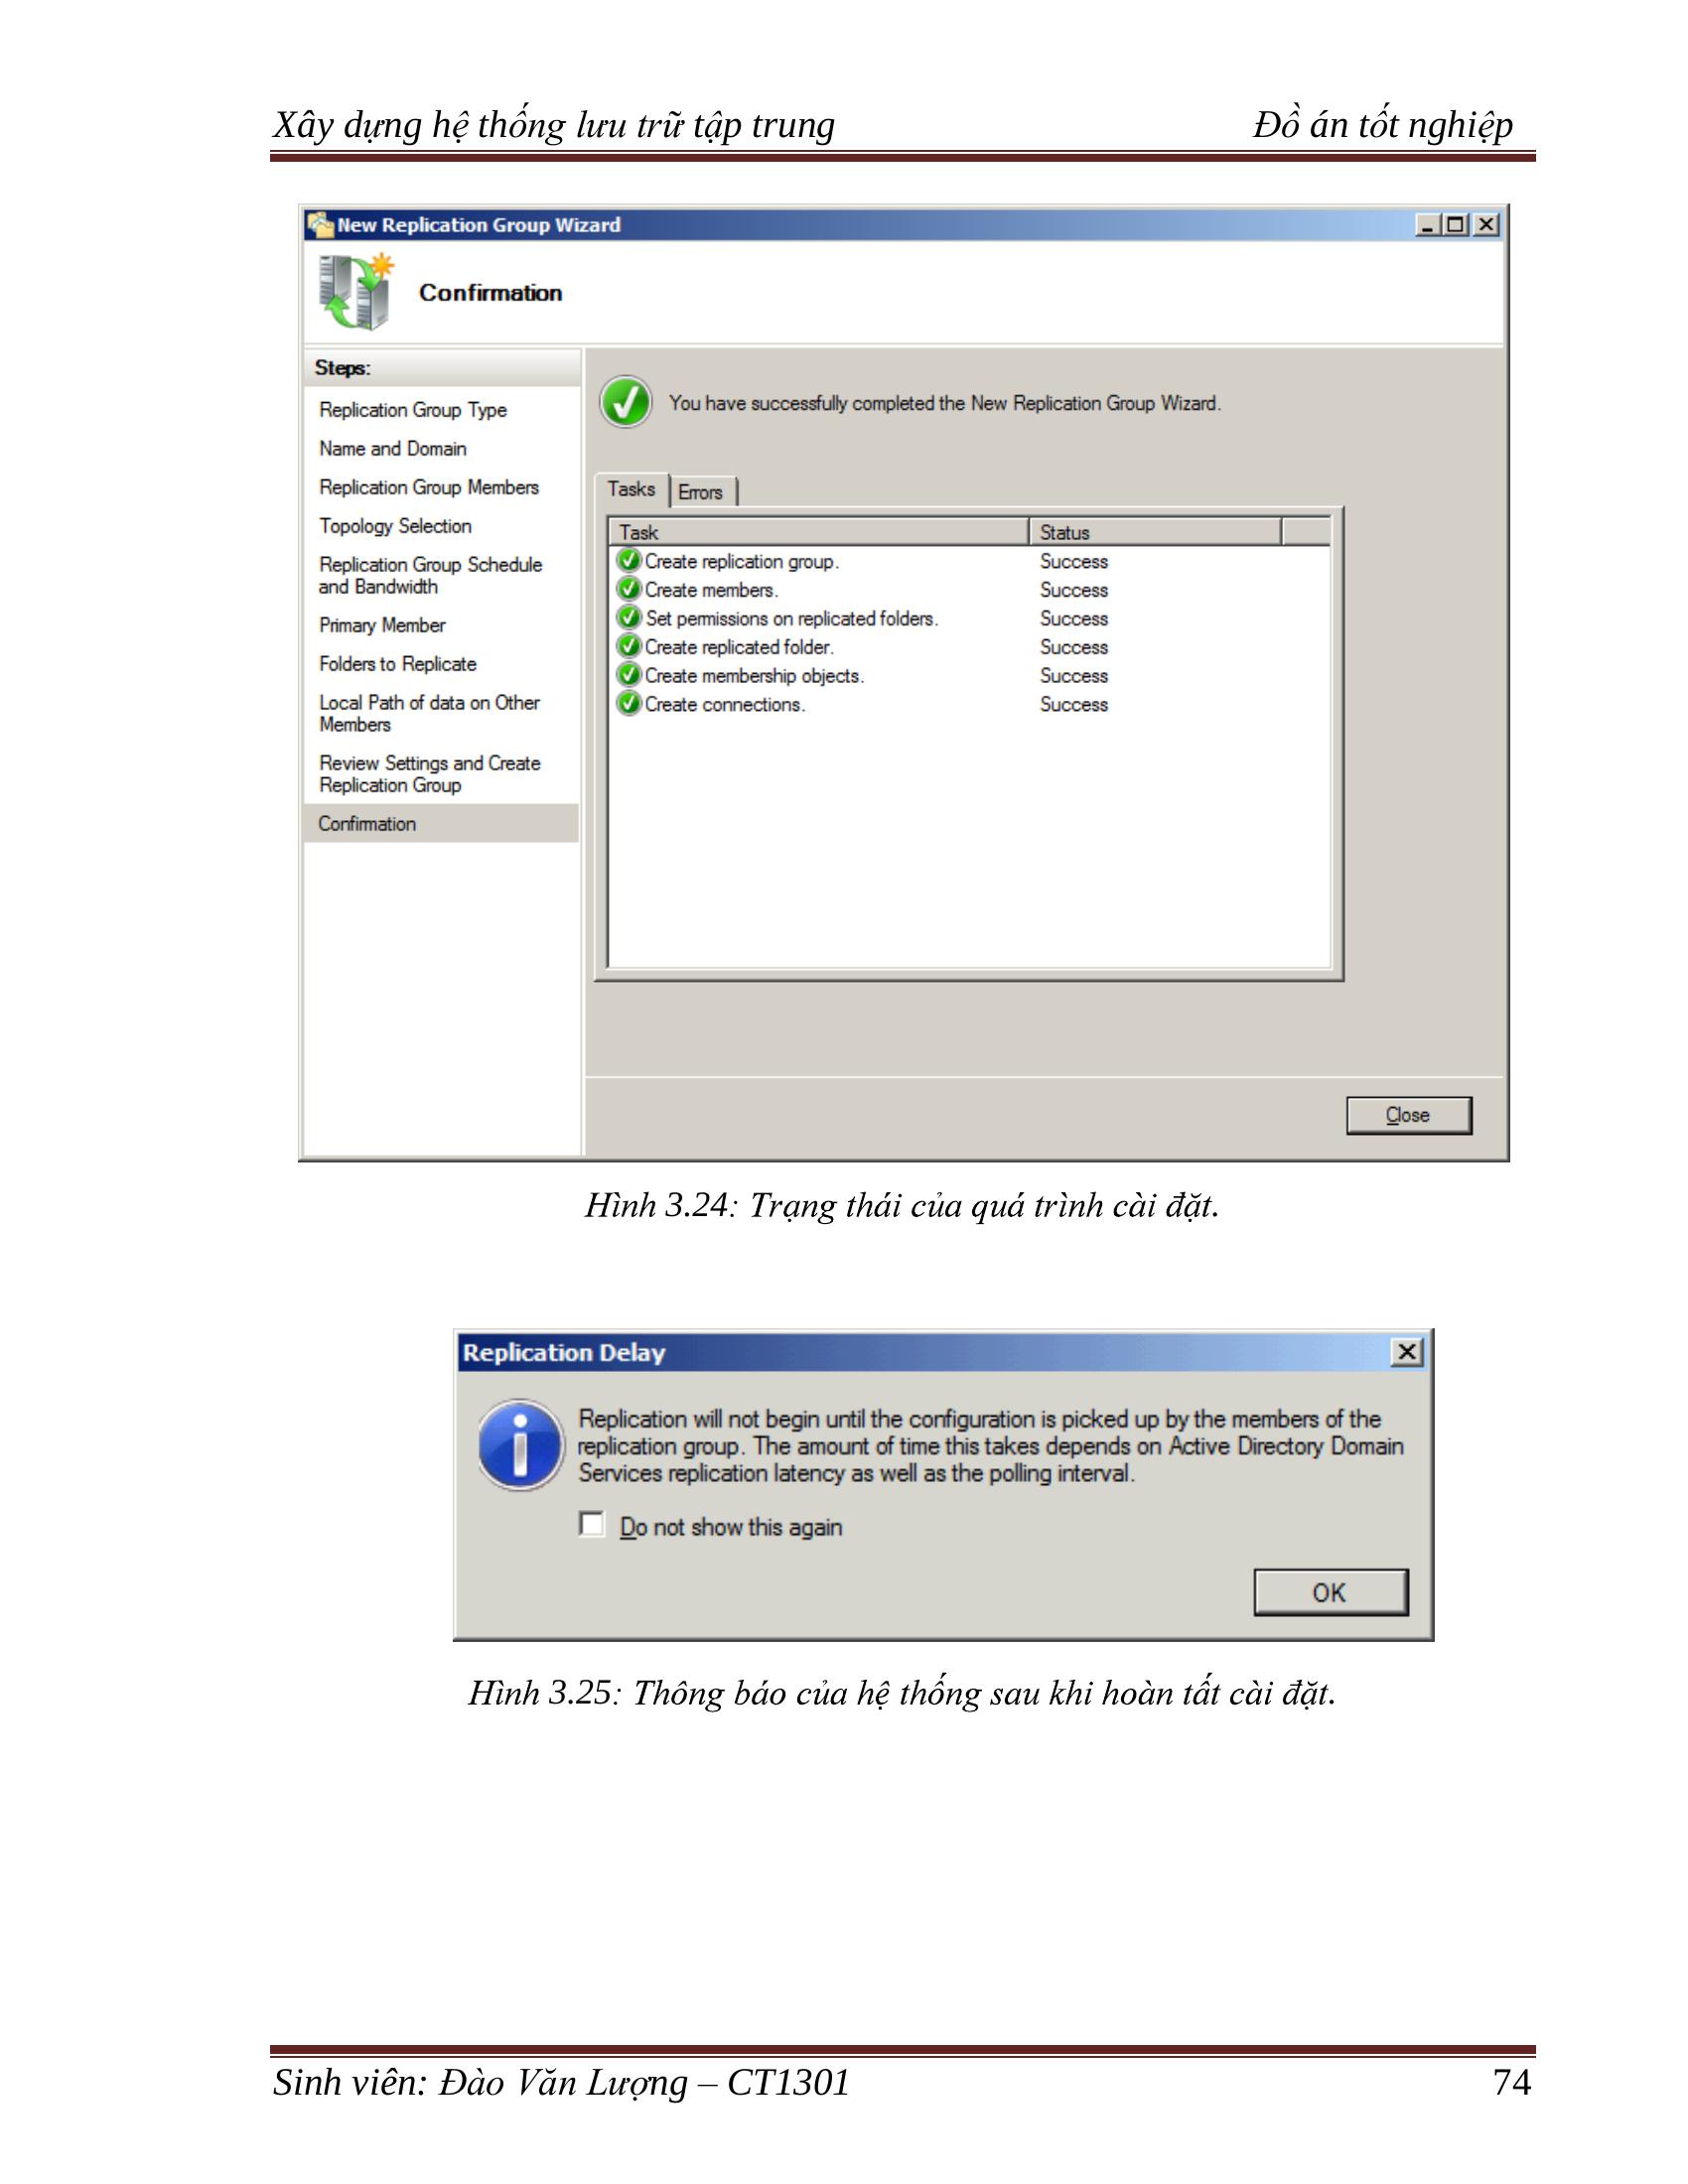 Xây dựng hệ thống lưu trữ tập trung Đồ án tốt nghiệp
New Replication Group Wizard
Confirmation
Steps:
Replication Group Type
Name and Domain
Replication Group Members
Topology Selection
Replication Group Schedule
and Bandwidth
Primary Member
Folders to Replicate
Local Path of data on Other
Members
Review Settings and Create
Replication Group
Confirmation
You have successfully completed the New Replication Group Wizard.
Tasks Errors
Task Status
Create replication group. Success
Create members. Success
Set permissions on replicated folders. Success
Create replicated folder. Success
Create membership objects. Success
Create connections. Success
Close
Hình 3.24: Trạng thái của quá trình cài đặt.
Replication Delay
Replication will not begin until the configuration is picked up by the members of the
replication group. The amount of time this takes depends on Active Directory Domain
Services replication latency as well as the polling interval.
Do not show this again
OK
Hình 3.25: Thông báo của hệ thống sau khi hoàn tất cài đặt.
Sinh viên: Đào Văn Lượng – CT1301 74